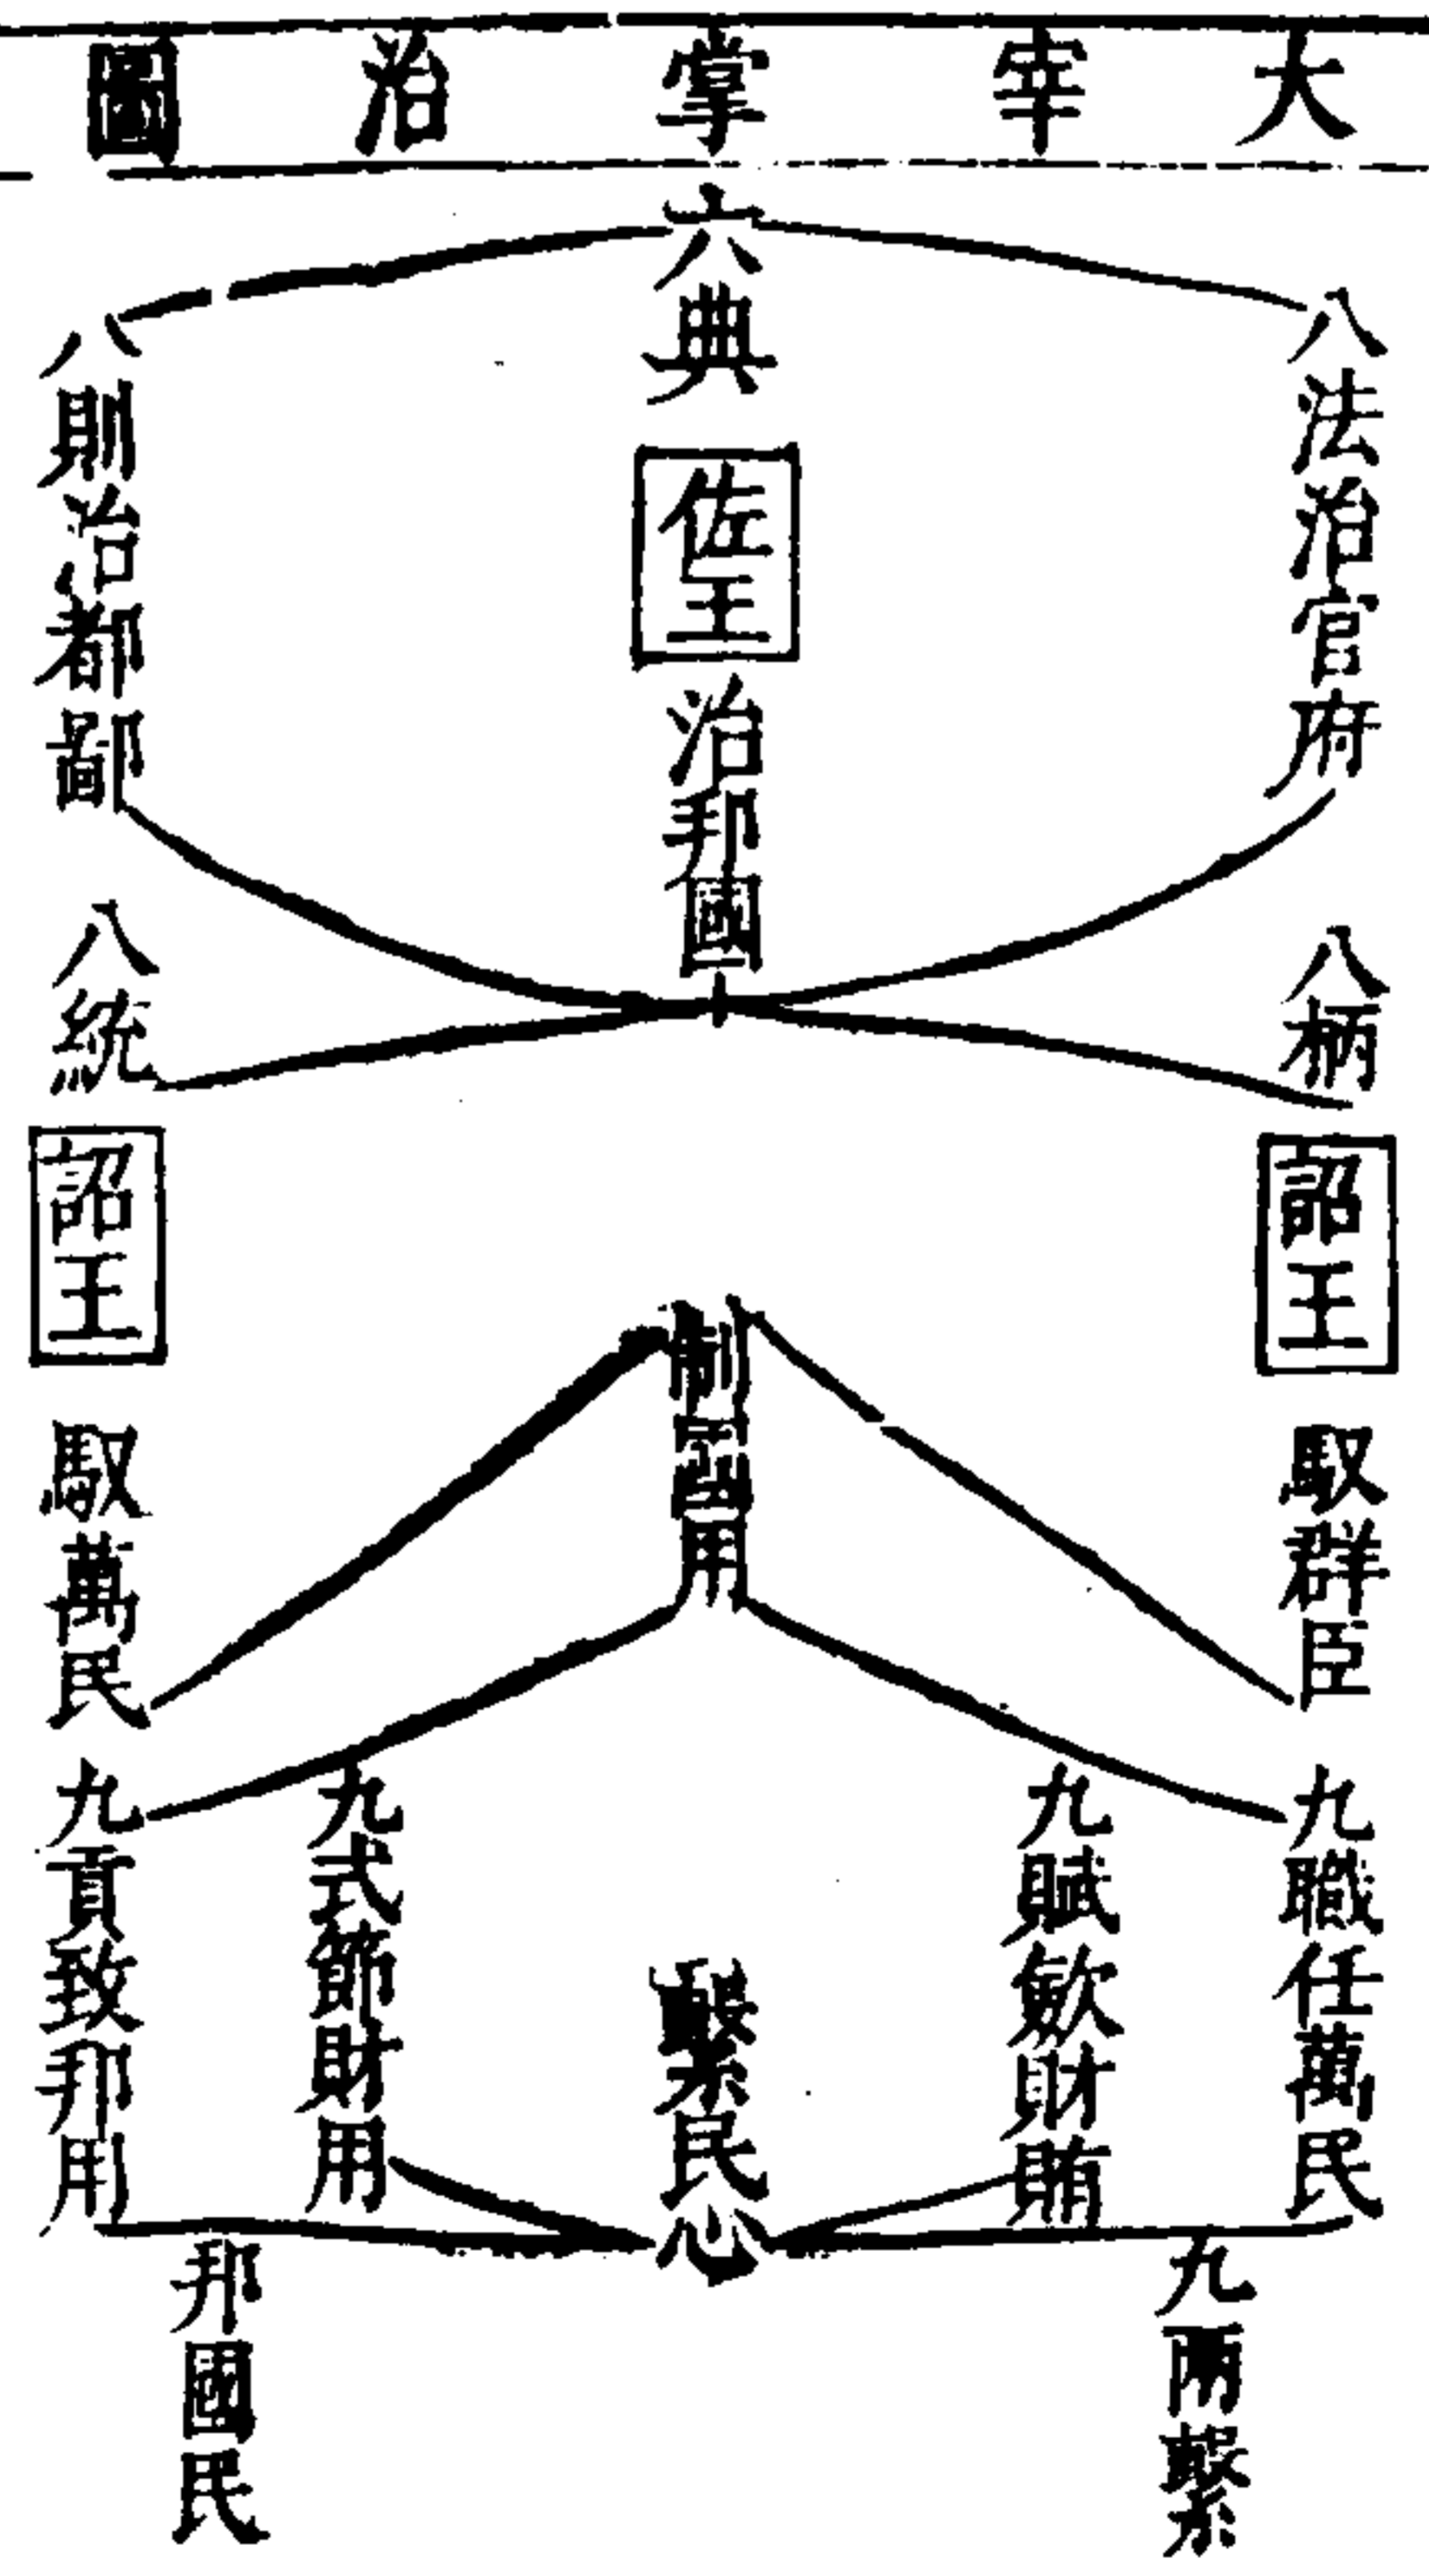 大宰掌治圖
八法治官府
六典
佐王
治邦國
八則治都鄙
八柄
詔王
馭群臣
八統
詔王
馭萬民
制國用
九職任萬民
九賦斂財賄
九式節財用
九貢致邦用
繫民心
九兩繫
邦國民